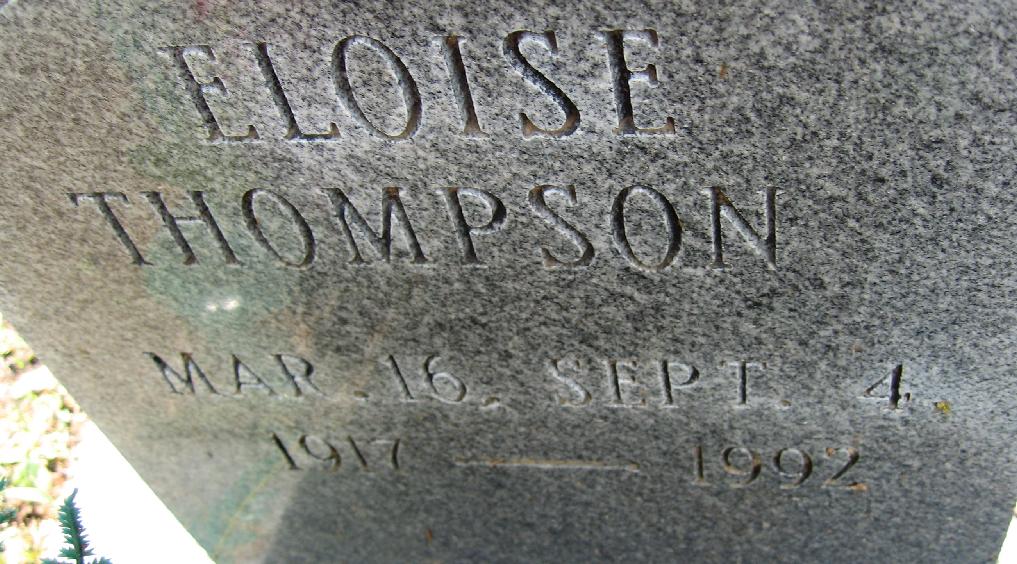 ELOISE
THOMPSON
MAR. 16, SEPT. 4,
1917 — 1992